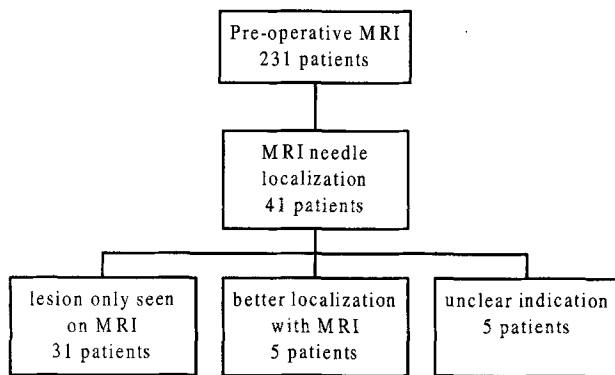 Pre-operative MRI
231 patients
MRI needle
localization
41 patients
lesion only seen
on MRI
31 patients
better localization
with MRI
5 patients
unclear indication
5 patients